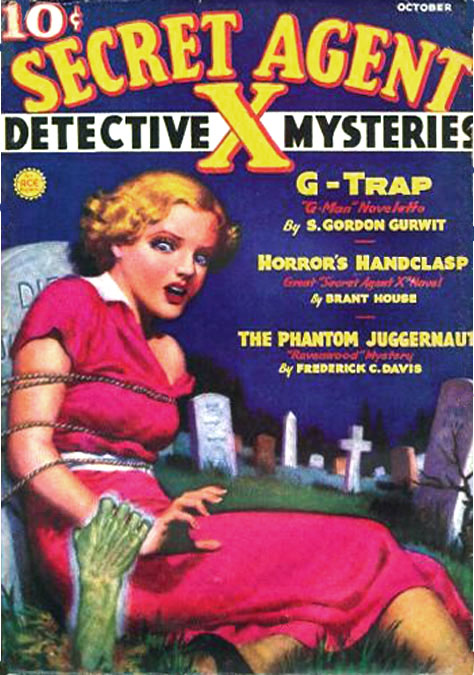 10¢
OCTOBER
SECRET AGENT
X
DETECTIVE MYSTERIES
ACE
G-TRAP
"G-Man" Novelette
By S. GORDON GURWIT
HORROR'S HANDCLASP
Great "Secret Agent X" Novel
By BRANT HOUSE
THE PHANTOM JUGGERNAUT
"Ravenwood" Mystery
By FREDERICK C. DAVIS
DIED